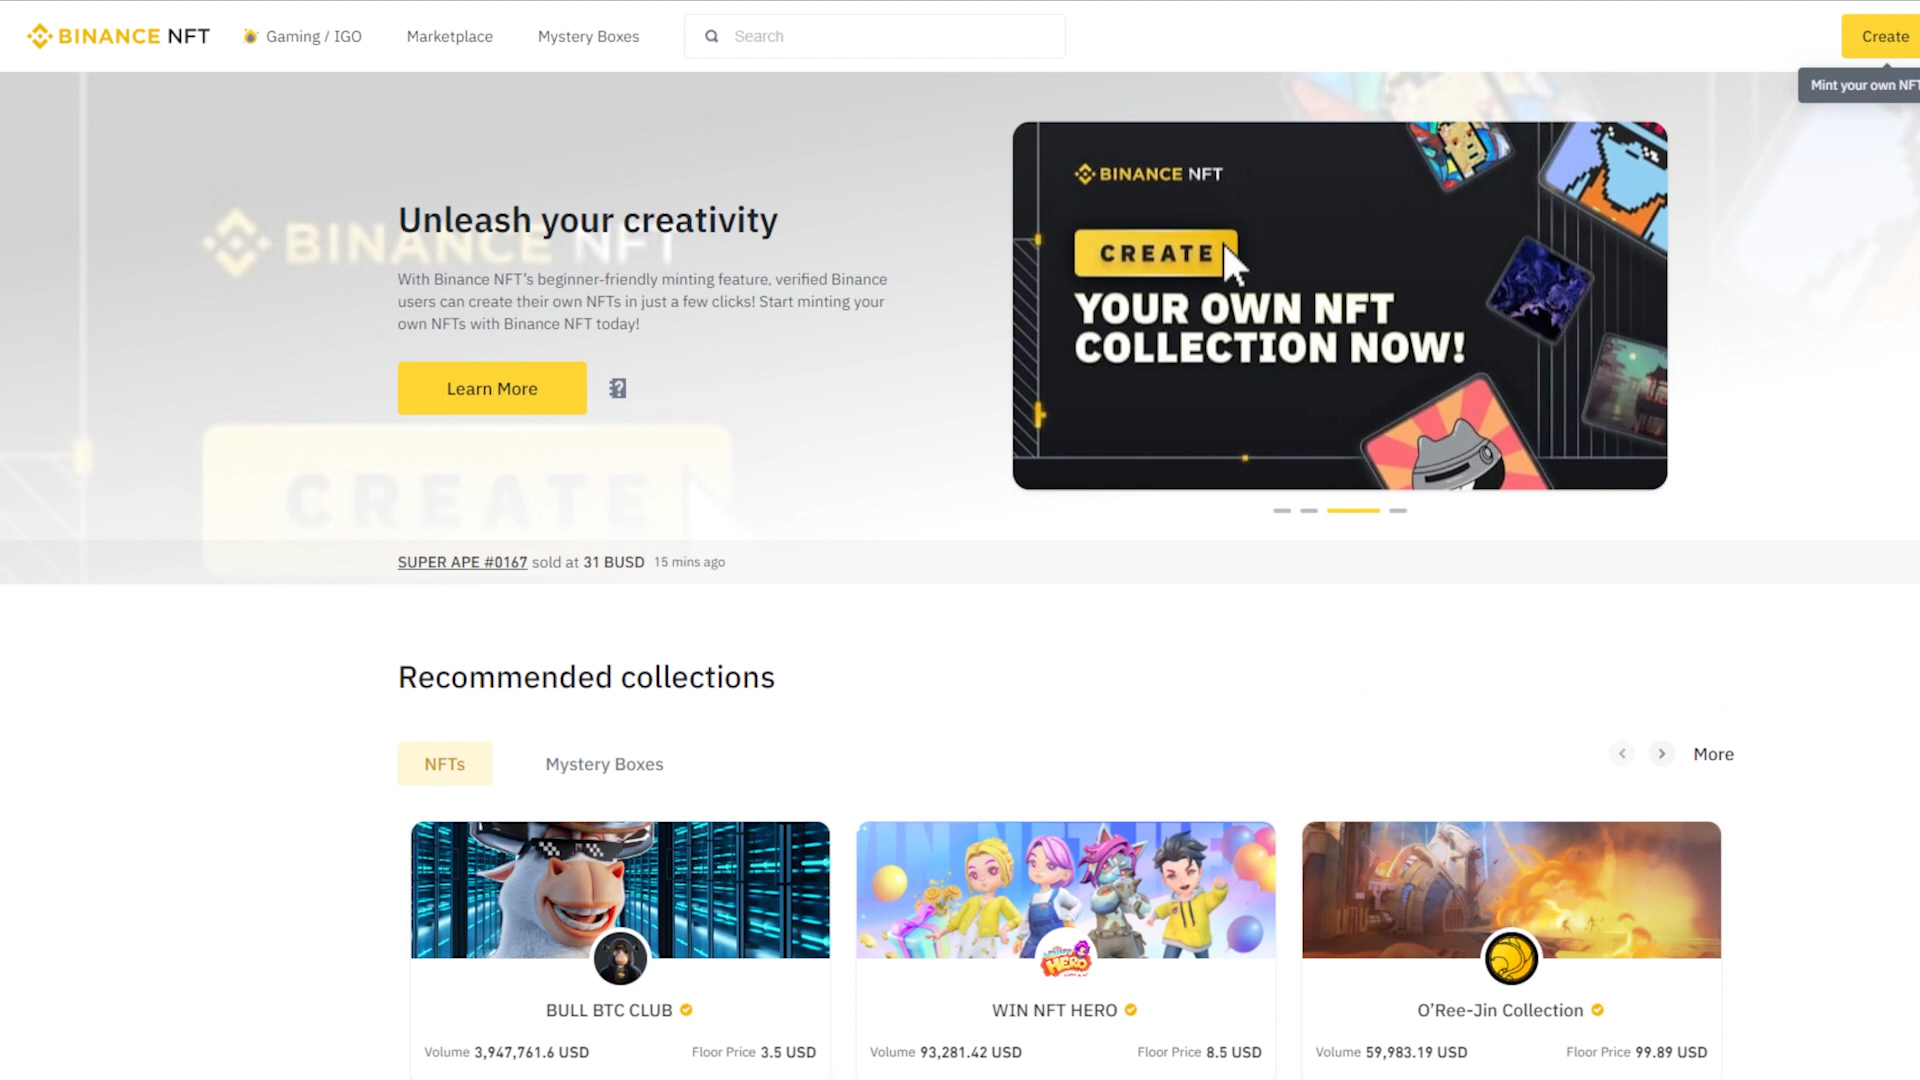 BINANCE NFT
Gaming / IGO
Marketplace
Mystery Boxes
Search
Create
Mint your own NFT
Unleash your creativity
With Binance NFT’s beginner-friendly minting feature, verified Binance
users can create their own NFTs in just a few clicks! Start minting your
own NFTs with Binance NFT today!
Learn More
BINANCE NFT
CREATE
BINANCE NFT
CREATE
YOUR OWN NFT
COLLECTION NOW!
SUPER APE #0167 sold at 31 BUSD 15 mins ago
Recommended collections
NFTs
Mystery Boxes
More
HERO
BULL BTC CLUB
Volume 3,947,761.6 USD
Floor Price 3.5 USD
WIN NFT HERO
Volume 93,281.42 USD
Floor Price 8.5 USD
O’Ree-Jin Collection
Volume 59,983.19 USD
Floor Price 99.89 USD